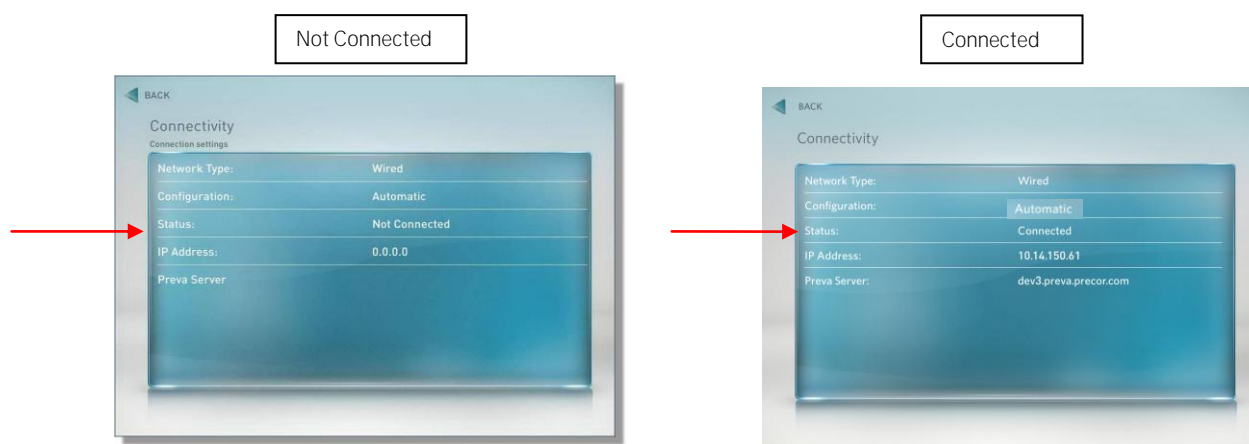 Not Connected
BACK
Connectivity
Connection settings
Network Type: Wired
Configuration: Automatic
Status: Not Connected
IP Address: 0.0.0.0
Preva Server
Connected
BACK
Connectivity
Network Type: Wired
Configuration: Automatic
Status: Connected
IP Address: 10.14.150.61
Preva Server: dev3.preva.precor.com